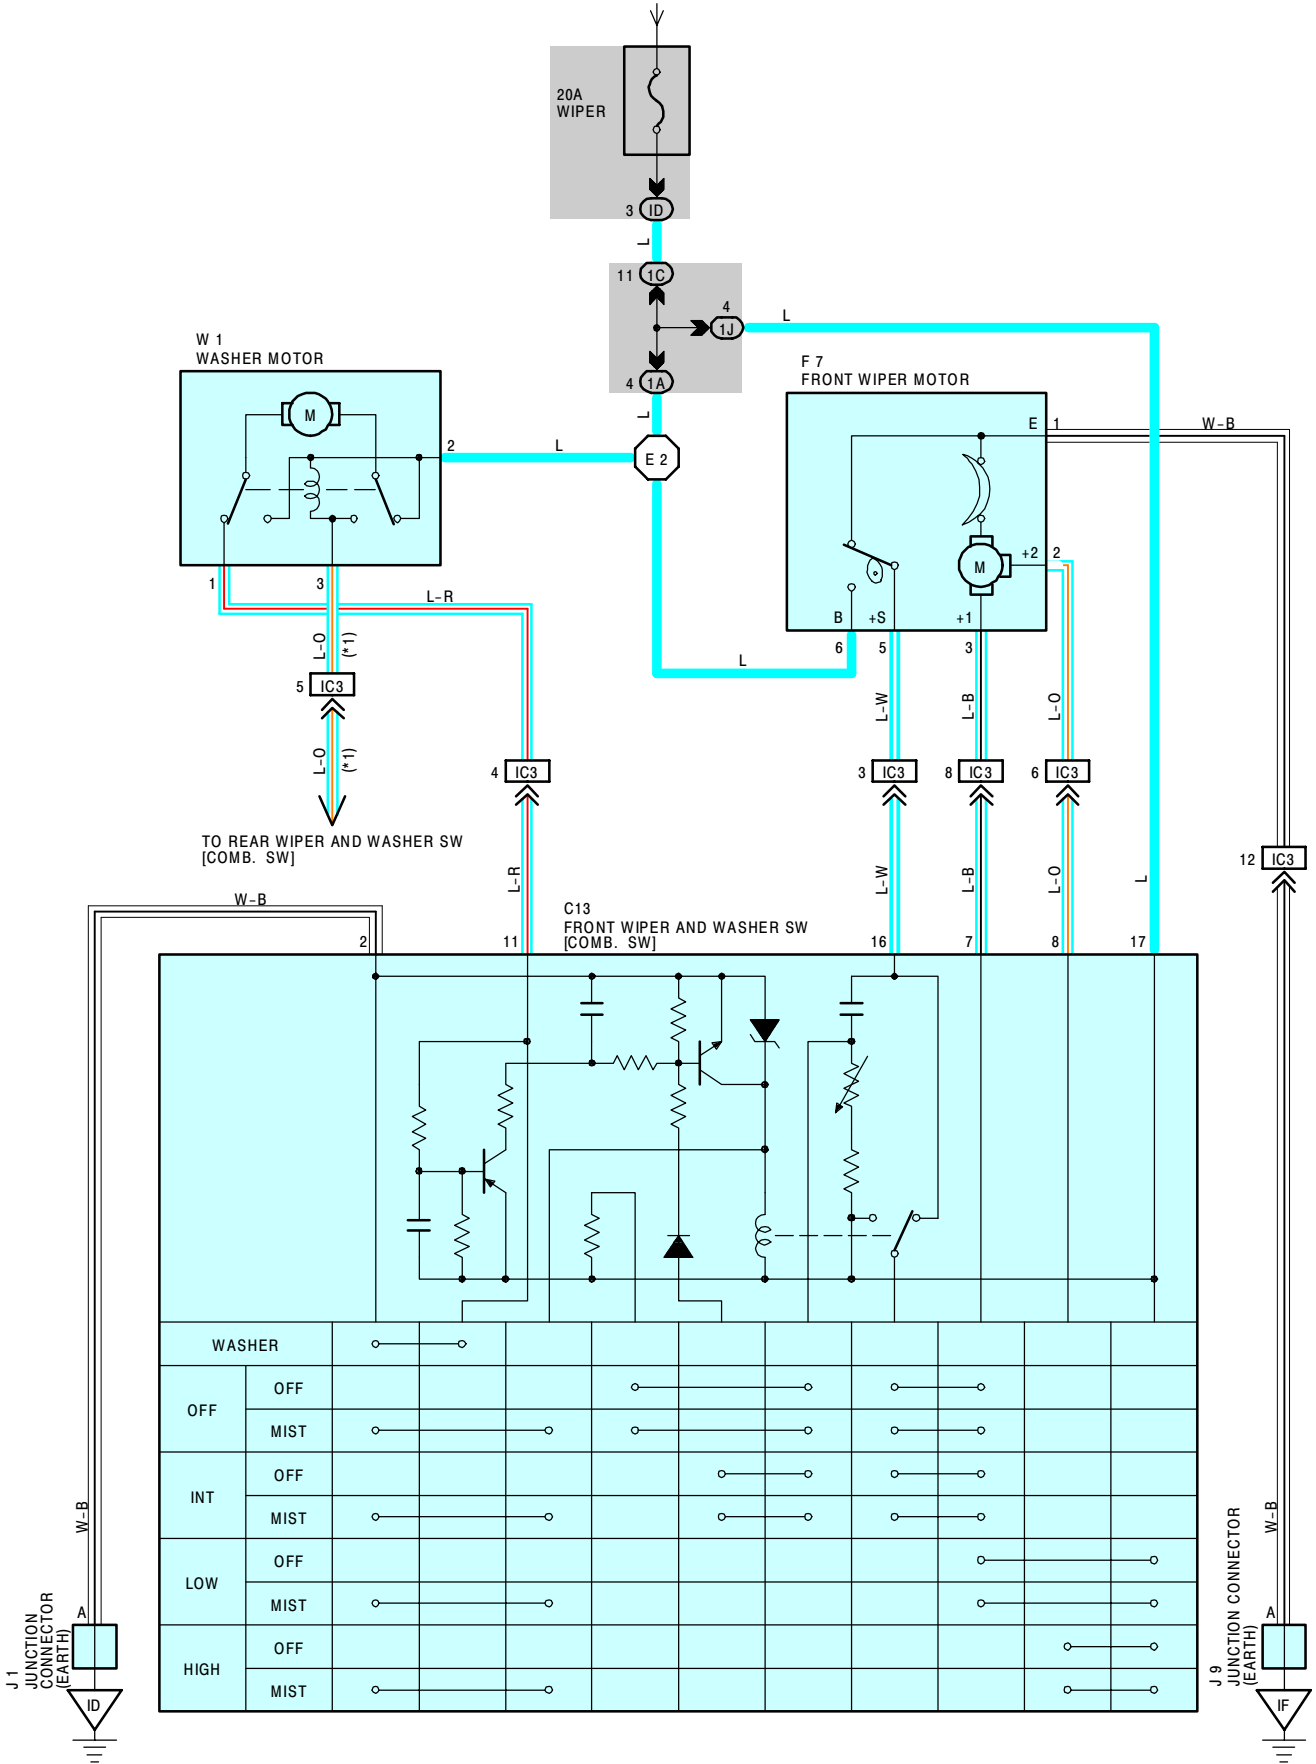 20A
WIPER
3 ID
L
11 1C
4
1J
L
4 1A
L
E 2
W 1
WASHER MOTOR
M
2
L
1
3
L-R
L-O
(*1)
5 IC3
L-O
(*1)
TO REAR WIPER AND WASHER SW
[COMB. SW]
F 7
FRONT WIPER MOTOR
E 1
W-B
+2 2
M
B +S +1
6 5 3
L
L-W
L-B
L-O
4 IC3
3 IC3
8 IC3
6 IC3
12 IC3
L-R
L-W
L-B
L-O
L
W-B
C13
FRONT WIPER AND WASHER SW
[COMB. SW]
2 11 16 7 8 17
WASHER
OFF
OFF
MIST
INT
OFF
MIST
LOW
OFF
MIST
HIGH
OFF
MIST
W-B
A
J 1
JUNCTION
CONNECTOR
(EARTH)
ID
W-B
A
J 9
JUNCTION CONNECTOR
(EARTH)
IF